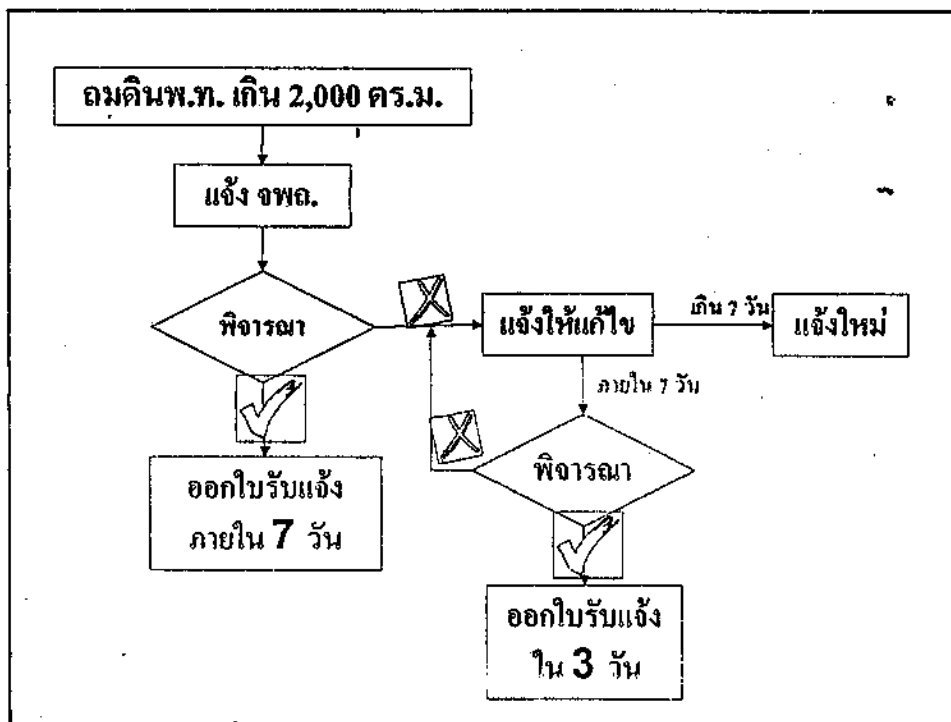 ถมดินพ.ท. เกิน 2,000 ตร.ม.
แจ้ง จพถ.
พิจารณา
แจ้งให้แก้ไข
เกิน 7 วัน
แจ้งใหม่
ภายใน 7 วัน
พิจารณา
ออกใบรับแจ้ง
ภายใน 7 วัน
ออกใบรับแจ้ง
ใน 3 วัน